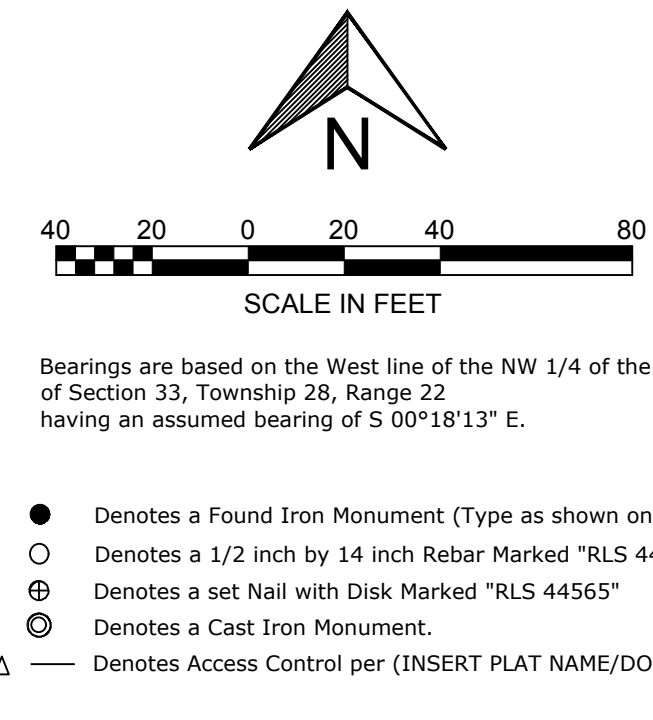 N
40 20 0 20 40 80
SCALE IN FEET
Bearings are based on the West line of the NW 1/4 of the
of Section 33, Township 28, Range 22
having an assumed bearing of S 00°18'13" E.
Denotes a Found Iron Monument (Type as shown on
Denotes a 1/2 inch by 14 inch Rebar Marked "RLS 44
Denotes a set Nail with Disk Marked "RLS 44565"
Denotes a Cast Iron Monument.
Denotes Access Control per (INSERT PLAT NAME/DO